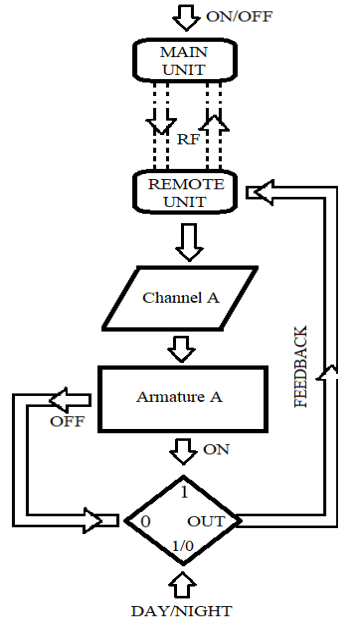 ON/OFF
MAIN
UNIT
RF
REMOTE
UNIT
Channel A
FEEDBACK
Armature A
OFF
ON
1
0
OUT
1/0
DAY/NIGHT